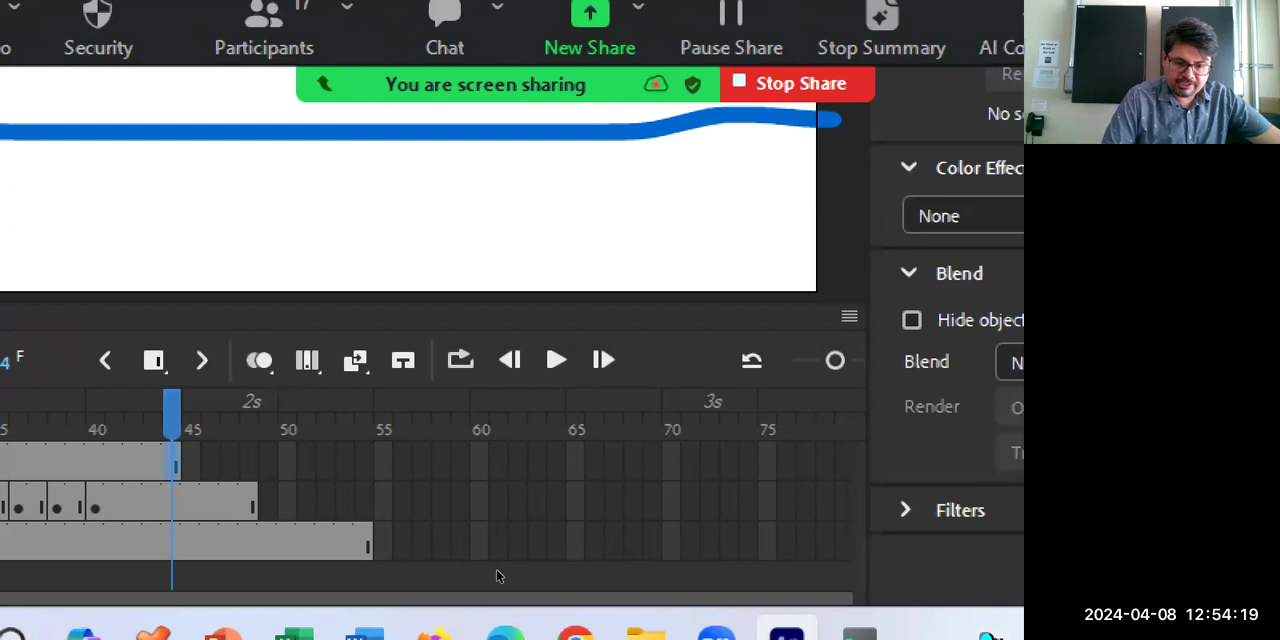 17
Security
Participants
Chat
New Share
Pause Share
Stop Summary
You are screen sharing
Stop Share
No s
Color Effec
None
Blend
Hide object
Blend
N
Render
Filters
4 F
2s
3s
5 40 45 50 55 60 65 70 75
2024-04-08 12:54:19